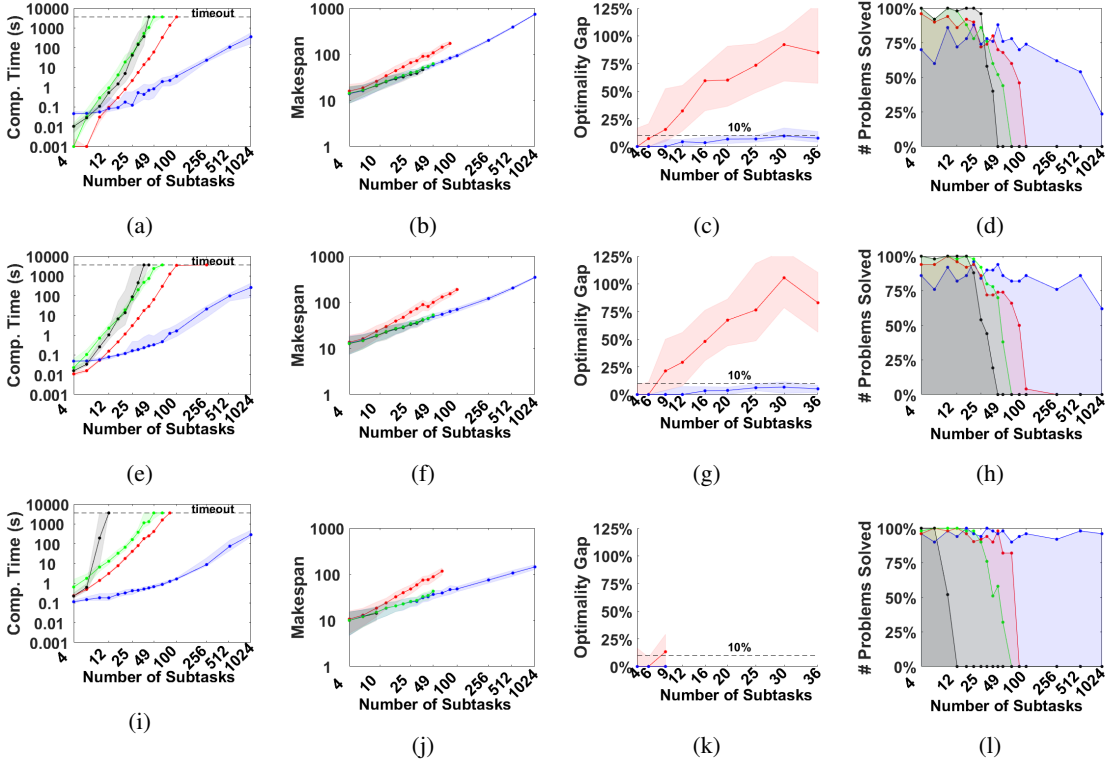 Comp. Time (s)
10000
1000
100
10
1
0.1
0.01
0.001
timeout
4 12 25 49 100 256 512 1024
Number of Subtasks
(a)
Makespan
1000
100
10
1
4 10 25 49 100 256 512 1024
Number of Subtasks
(b)
Optimality Gap
125%
100%
75%
50%
25%
0%
10%
4 6 9 12 16 20 25 30 36
Number of Subtasks
(c)
# Problems Solved
100%
75%
50%
25%
0%
4 12 25 49 100 256 512 1024
Number of Subtasks
(d)
Comp. Time (s)
10000
1000
100
10
1
0.1
0.01
0.001
timeout
4 12 25 49 100 256 512 1024
Number of Subtasks
(e)
Makespan
1000
100
10
1
4 10 25 49 100 256 512 1024
Number of Subtasks
(f)
Optimality Gap
125%
100%
75%
50%
25%
0%
10%
4 6 9 12 16 20 25 30 36
Number of Subtasks
(g)
# Problems Solved
100%
75%
50%
25%
0%
4 12 25 49 100 256 512 1024
Number of Subtasks
(h)
Comp. Time (s)
10000
1000
100
10
1
0.1
0.01
0.001
timeout
4 12 25 49 100 256 512 1024
Number of Subtasks
(i)
Makespan
1000
100
10
1
4 10 25 49 100 256 512 1024
Number of Subtasks
(j)
Optimality Gap
125%
100%
75%
50%
25%
0%
10%
4 6 9 12 16 20 25 30 36
Number of Subtasks
(k)
# Problems Solved
100%
75%
50%
25%
0%
4 12 25 49 100 256 512 1024
Number of Subtasks
(l)